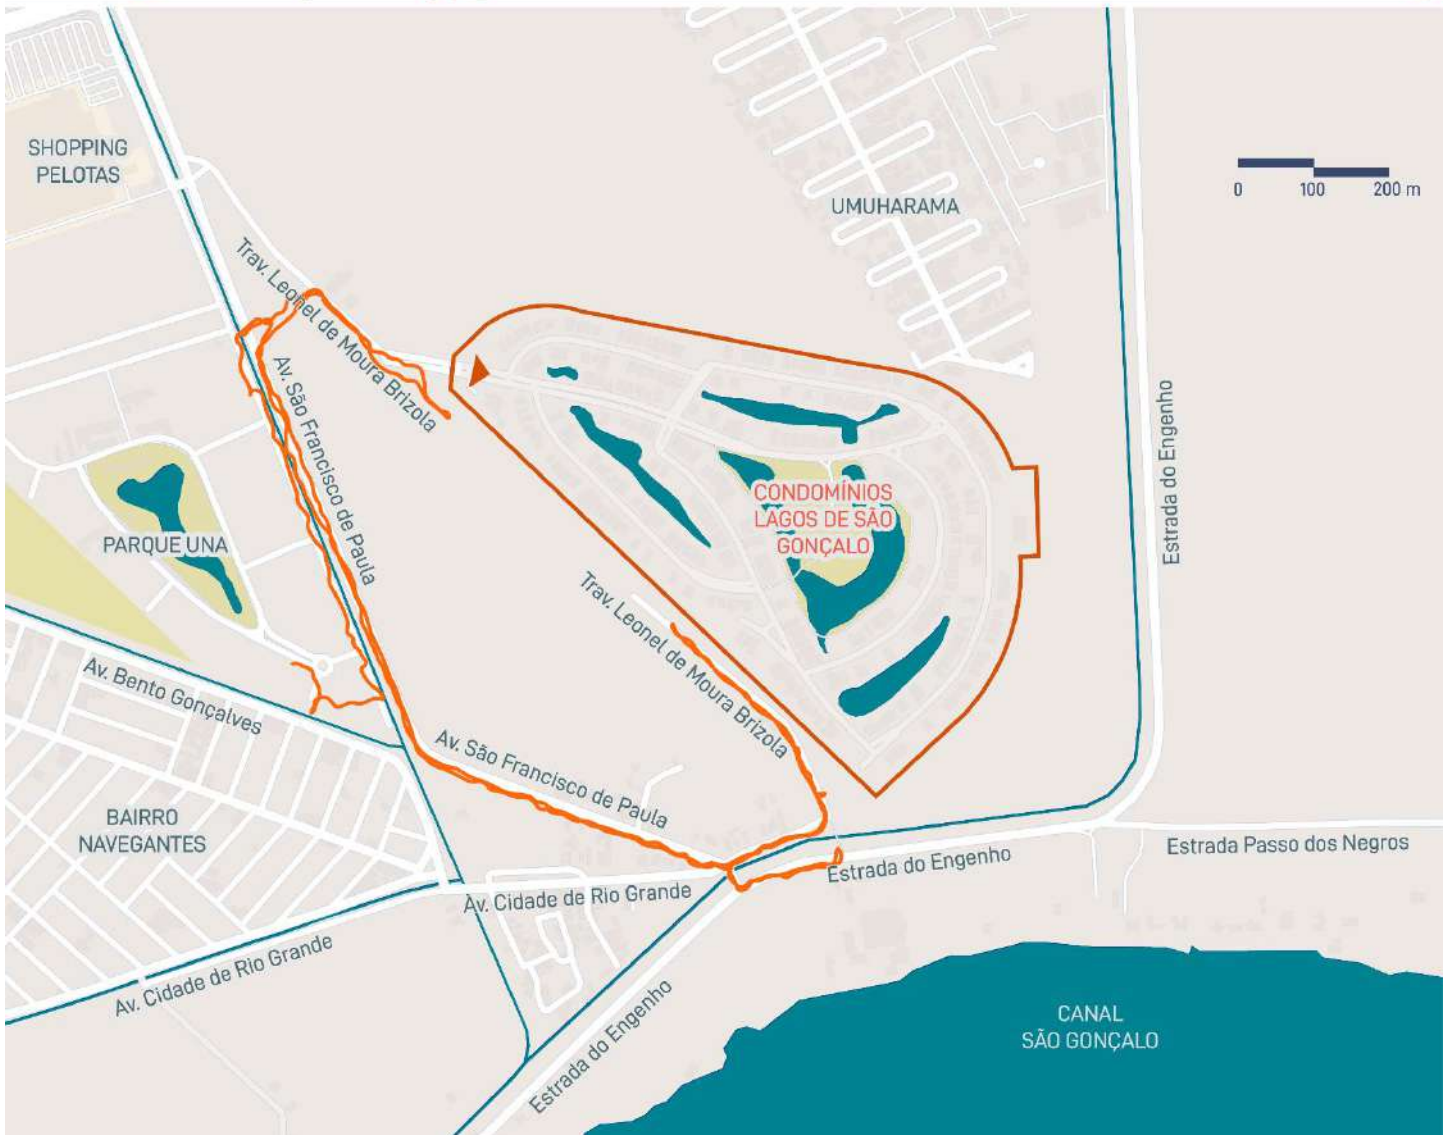 SHOPPING
PELOTAS
UMUHARAMA
0 100 200 m
Trav. Leonel de Moura Brizola
Av. São Francisco de Paula
Estrada do Engenho
CONDOMÍNIOS
LAGOS DE SÃO
GONÇALO
PARQUE UNA
Trav. Leonel de Moura Brizola
Av. Bento Gonçalves
Av. São Francisco de Paula
BAIRRO
NAVEGANTES
Estrada do Engenho
Estrada Passo dos Negros
Av. Cidade de Rio Grande
Av. Cidade de Rio Grande
Estrada do Engenho
CANAL
SÃO GONÇALO